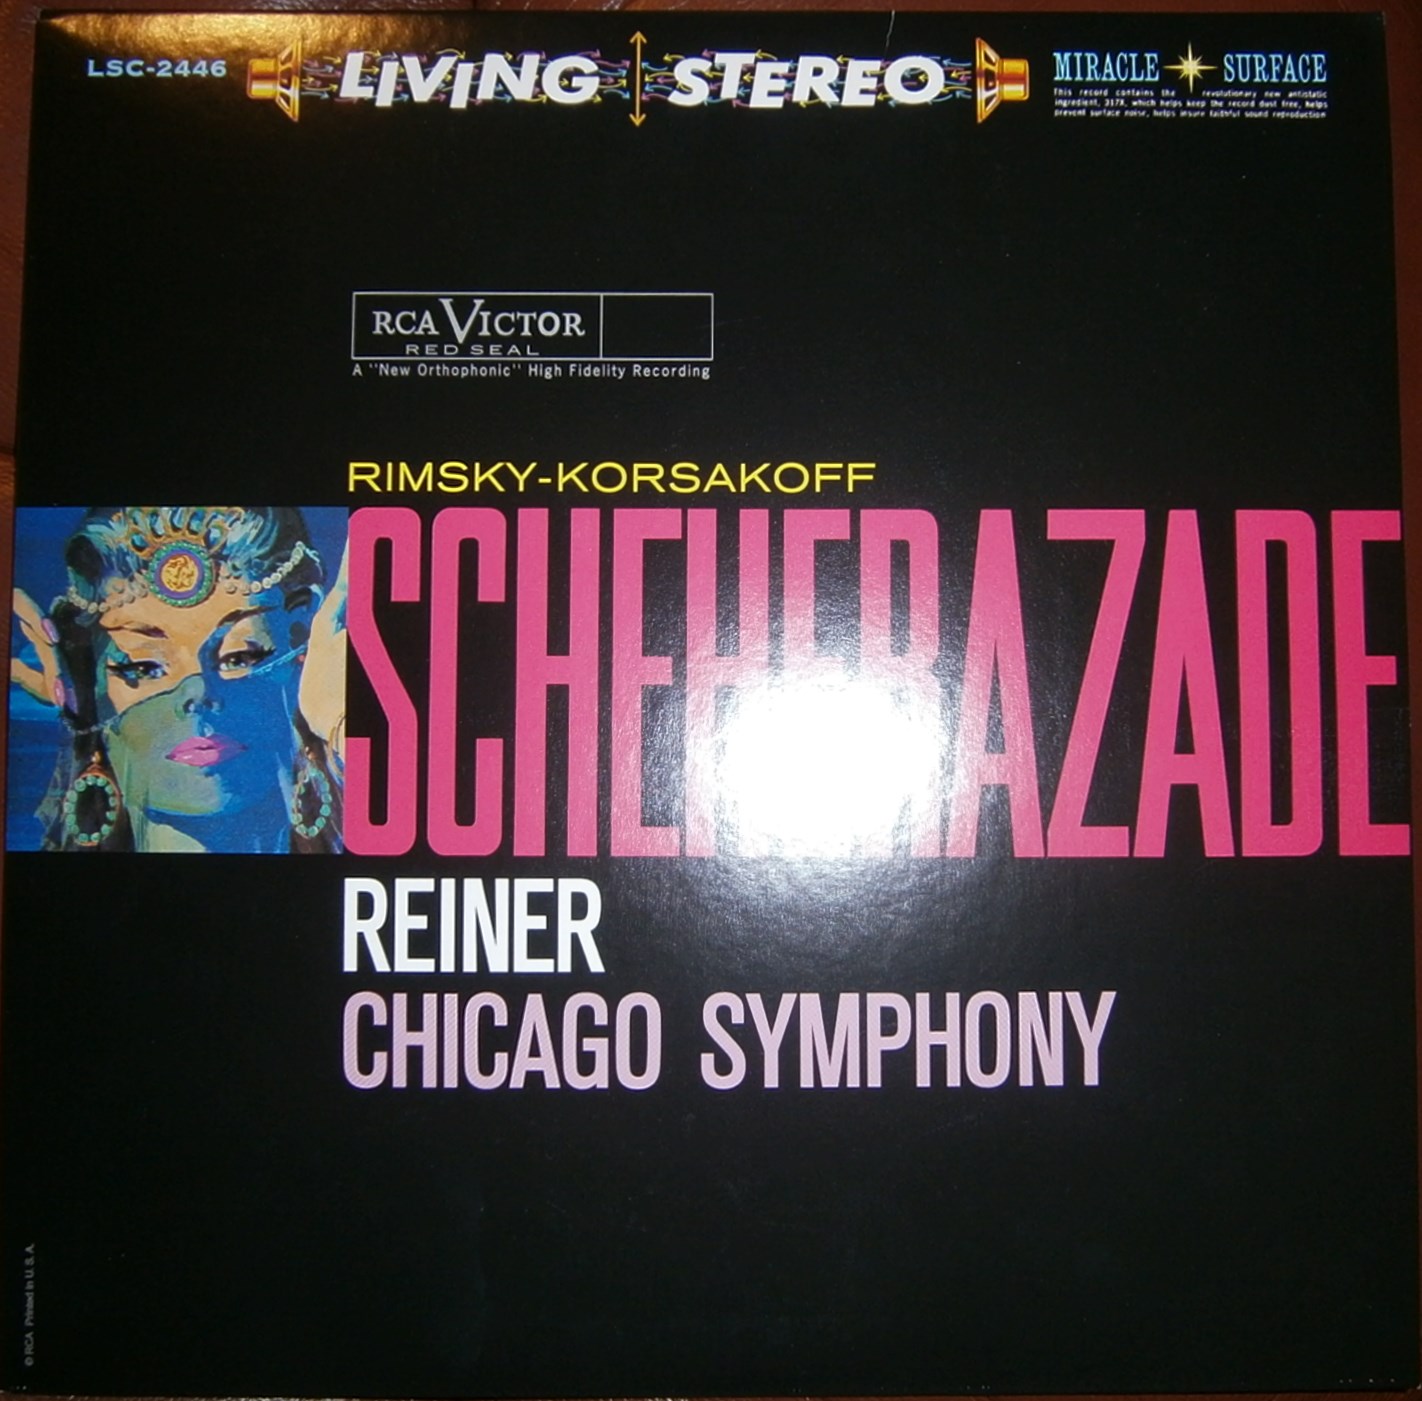 LSC-2446
LIVING STEREO
MIRACLE SURFACE
This record contains the revolutionary new antistatic
ingredient, 317X, which helps keep the record dust free, helps
prevent surface noise, helps insure faithful sound reproduction
RCA VICTOR
RED SEAL
A "New Orthophonic" High Fidelity Recording
RIMSKY-KORSAKOFF
SCHEHERAZADE
REINER
CHICAGO SYMPHONY
© RCA Printed in U. S. A.